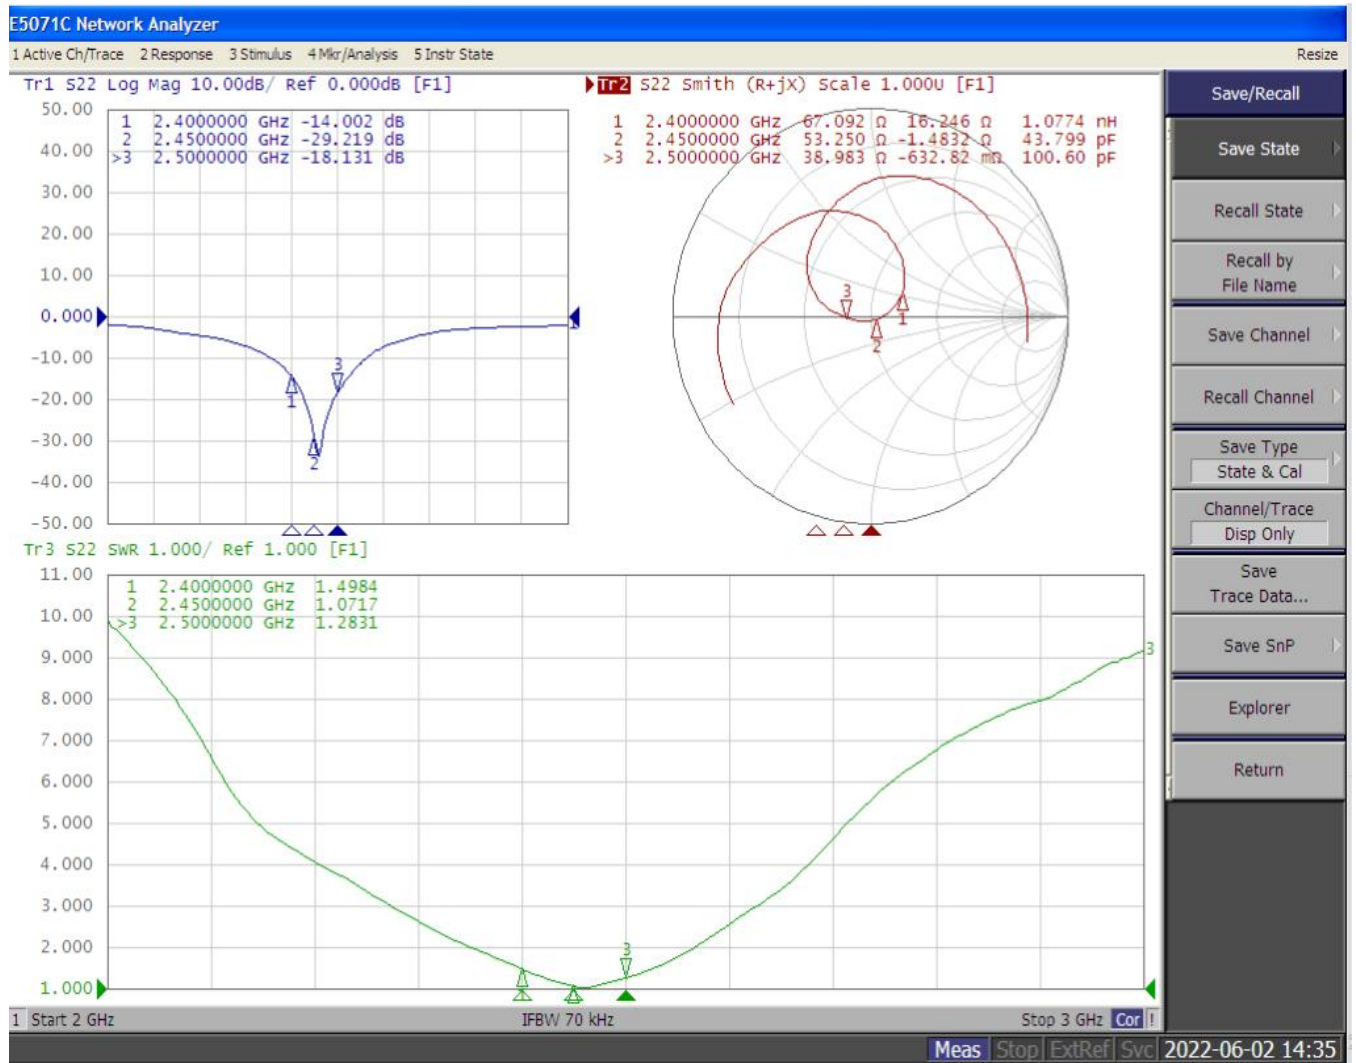 E5071C Network Analyzer
1 Active Ch/Trace 2 Response 3 Stimulus 4 Mkr/Analysis 5 Instr State Resize
Tr1 S22 Log Mag 10.00dB/ Ref 0.000dB [F1]
50.00
1 2.4000000 GHz -14.002 dB
2 2.4500000 GHz -29.219 dB
>3 2.5000000 GHz -18.131 dB
40.00
30.00
20.00
10.00
0.000
-10.00
-20.00
-30.00
-40.00
-50.00
1
2
3
1
Tr2 S22 Smith (R+jX) Scale 1.000U [F1]
1 2.4000000 GHz 67.092 Ω 16.246 Ω 1.0774 nH
2 2.4500000 GHz 53.250 Ω -1.4832 Ω 43.799 pF
>3 2.5000000 GHz 38.983 Ω -632.82 mΩ 100.60 pF
3
1
2
Tr3 S22 SWR 1.000/ Ref 1.000 [F1]
11.00
1 2.4000000 GHz 1.4984
2 2.4500000 GHz 1.0717
>3 2.5000000 GHz 1.2831
10.00
9.000
8.000
7.000
6.000
5.000
4.000
3.000
2.000
1.000
3
3
1 Start 2 GHz IFBW 70 kHz Stop 3 GHz Cor !
Meas Stop ExtRef Svc 2022-06-02 14:35
Save/Recall
Save State
Recall State
Recall by
File Name
Save Channel
Recall Channel
Save Type
State & Cal
Channel/Trace
Disp Only
Save
Trace Data...
Save SnP
Explorer
Return